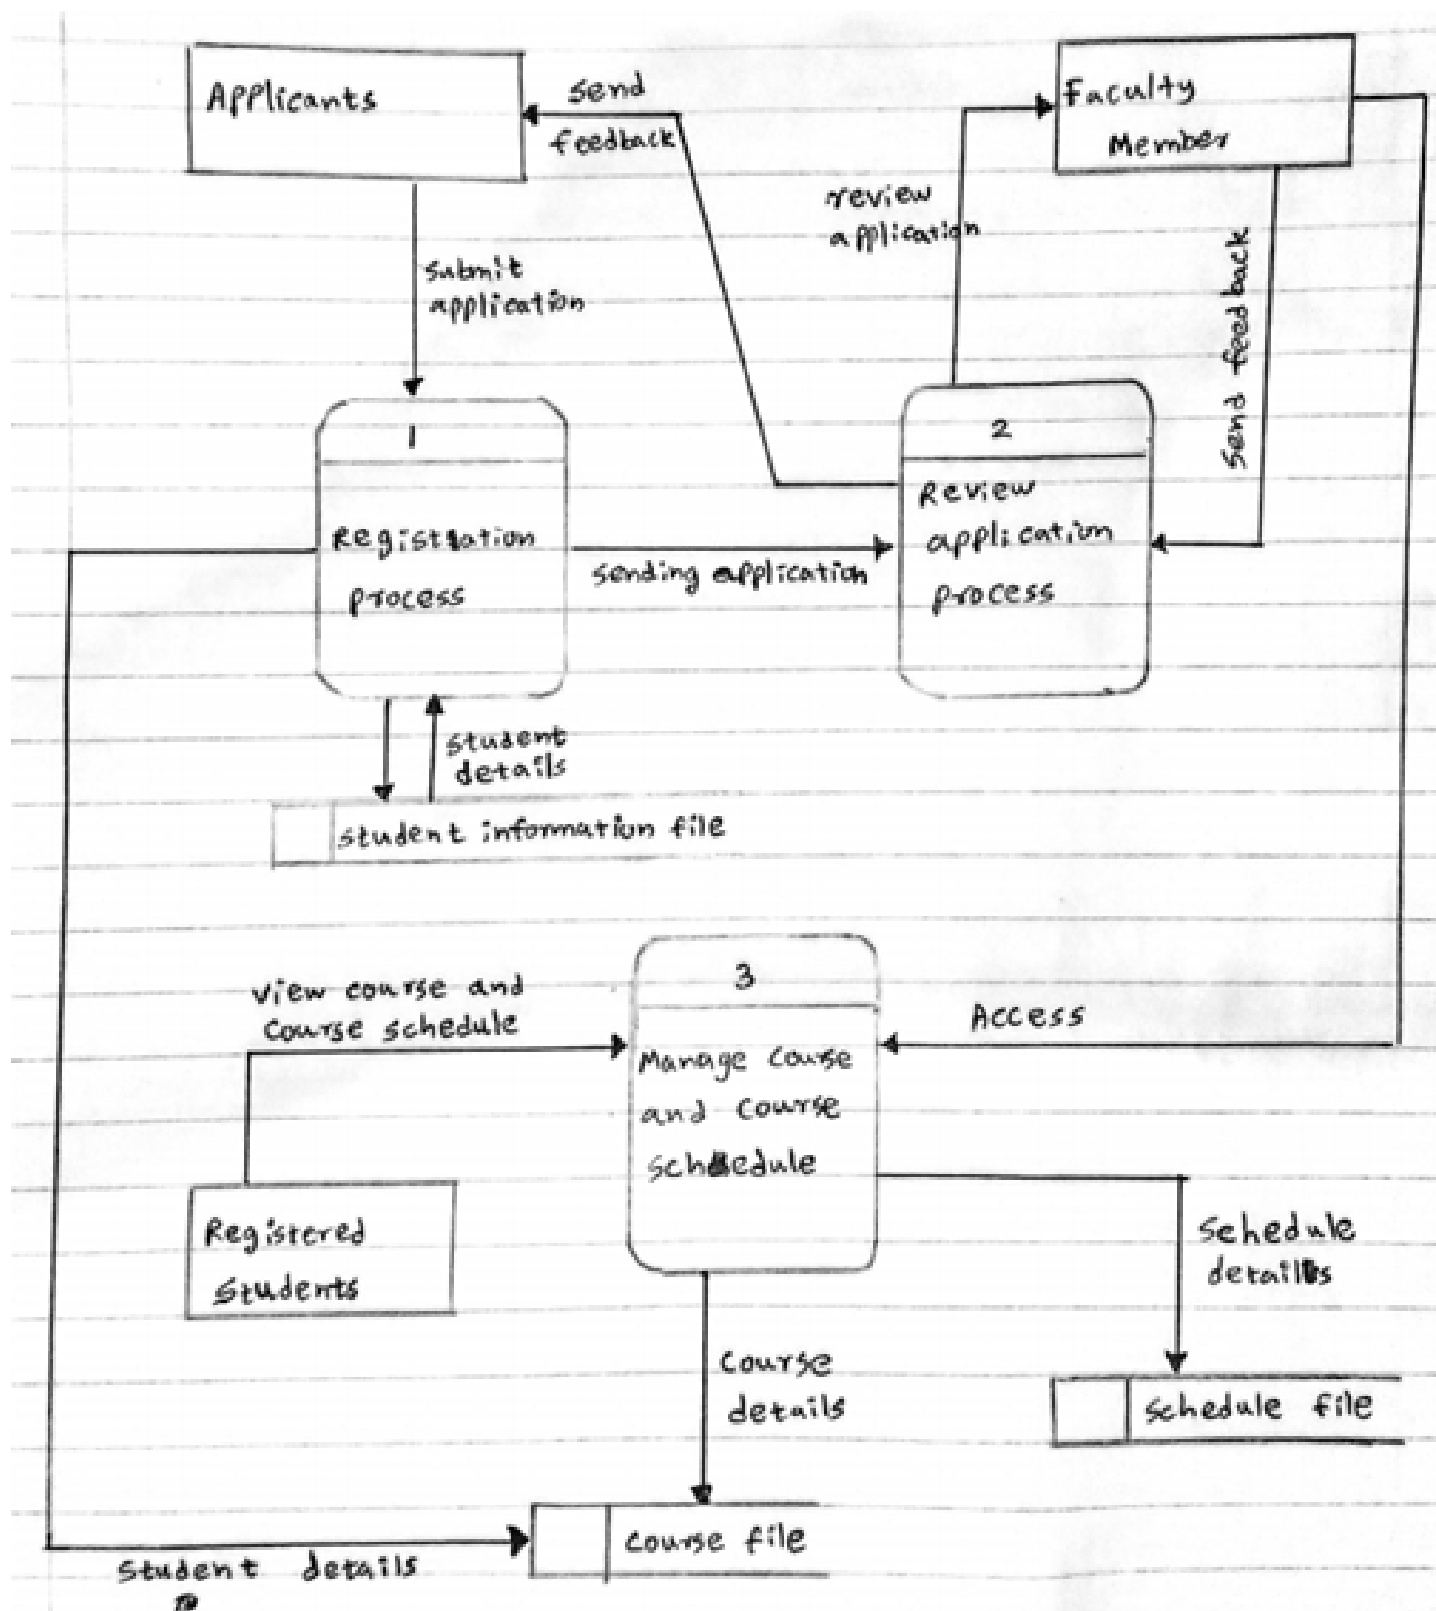 Applicants
send
feedback
Faculty
Member
review
application
submit
application
send feedback
1
Registration
process
sending application
2
Review
application
process
student
details
student information file
view course and
course schedule
3
Manage course
and course
schedule
Access
Registered
students
schedule
details
course
details
schedule file
course file
student details